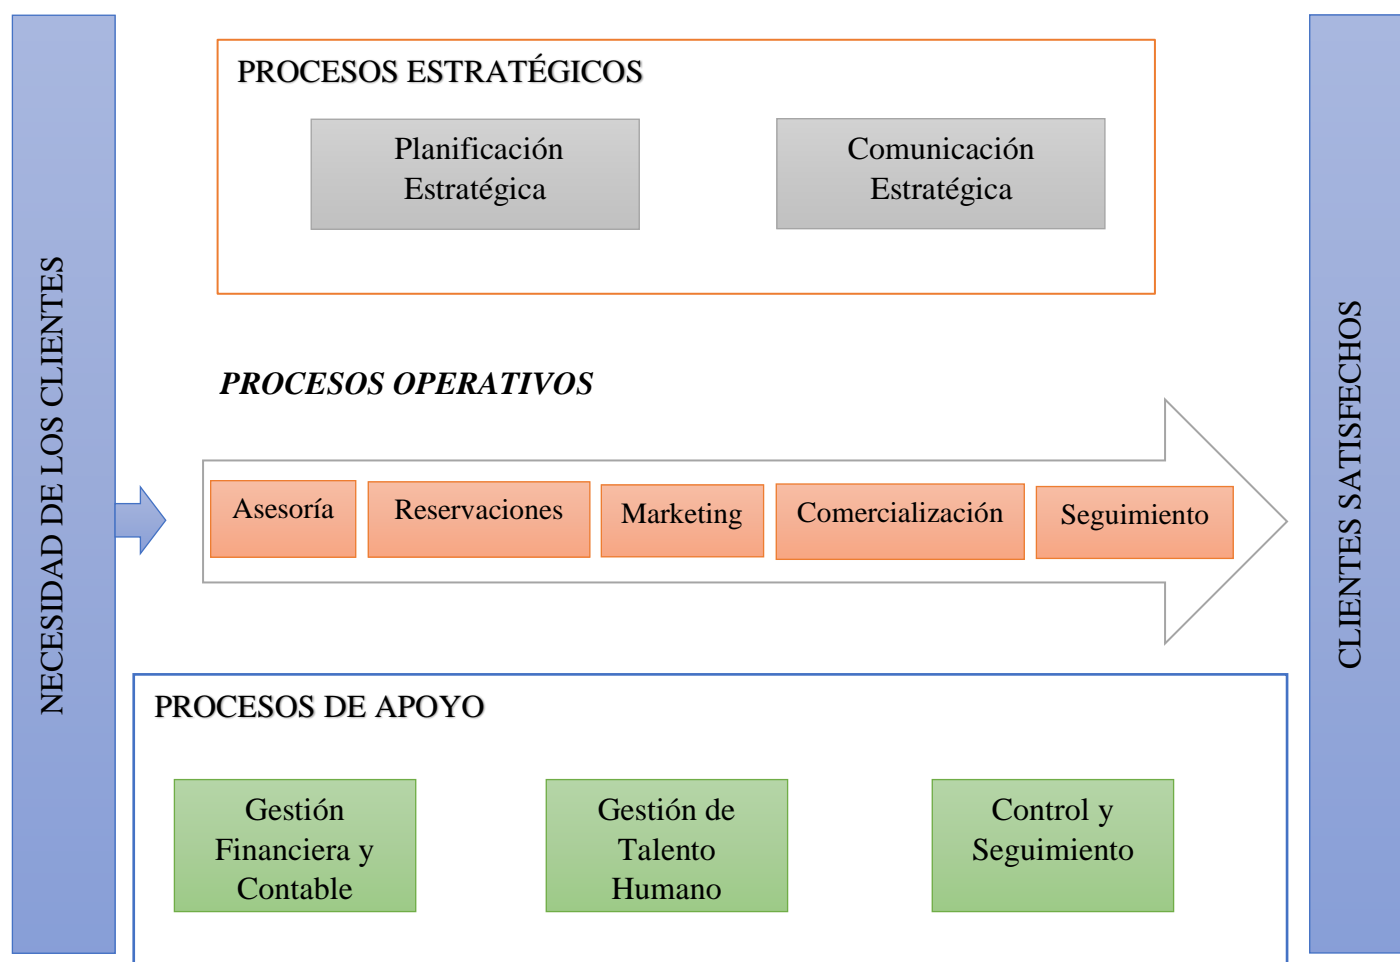 NECESIDAD DE LOS CLIENTES
PROCESOS ESTRATÉGICOS
Planificación
Estratégica
Comunicación
Estratégica
PROCESOS OPERATIVOS
Asesoría
Reservaciones
Marketing
Comercialización
Seguimiento
PROCESOS DE APOYO
Gestión
Financiera y
Contable
Gestión de
Talento
Humano
Control y
Seguimiento
CLIENTES SATISFECHOS